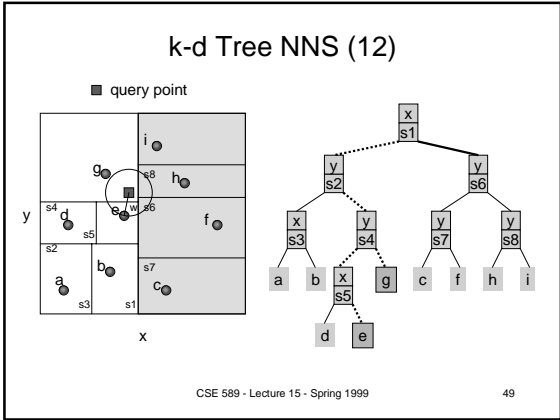 k-d Tree NNS (12)
query point
i
g
s8
h
e
w
s6
s4
d
s5
f
y
s2
s7
b
a
c
s3
s1
x
x
s1
y
s2
y
s6
x
s3
y
s4
y
s7
y
s8
a
b
x
s5
g
c
f
h
i
d
e
CSE 589 - Lecture 15 - Spring 1999
49